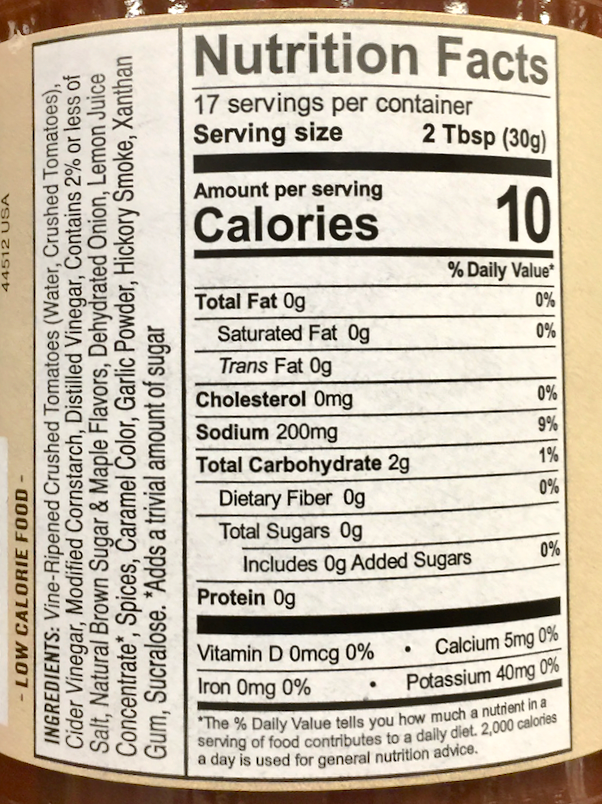 44512 USA
- LOW CALORIE FOOD -
INGREDIENTS: Vine-Ripened Crushed Tomatoes (Water, Crushed Tomatoes),
Cider Vinegar, Modified Cornstarch, Distilled Vinegar, Contains 2% or less of
Salt, Natural Brown Sugar & Maple Flavors, Dehydrated Onion, Lemon Juice
Concentrate*, Spices, Caramel Color, Garlic Powder, Hickory Smoke, Xanthan
Gum, Sucralose. *Adds a trivial amount of sugar
Nutrition Facts
17 servings per container
Serving size 2 Tbsp (30g)
Amount per serving
Calories 10
% Daily Value*
Total Fat 0g 0%
Saturated Fat 0g 0%
Trans Fat 0g
Cholesterol 0mg 0%
Sodium 200mg 9%
Total Carbohydrate 2g 1%
Dietary Fiber 0g 0%
Total Sugars 0g
Includes 0g Added Sugars 0%
Protein 0g
Vitamin D 0mcg 0% • Calcium 5mg 0%
Iron 0mg 0% • Potassium 40mg 0%
*The % Daily Value tells you how much a nutrient in a
serving of food contributes to a daily diet. 2,000 calories
a day is used for general nutrition advice.